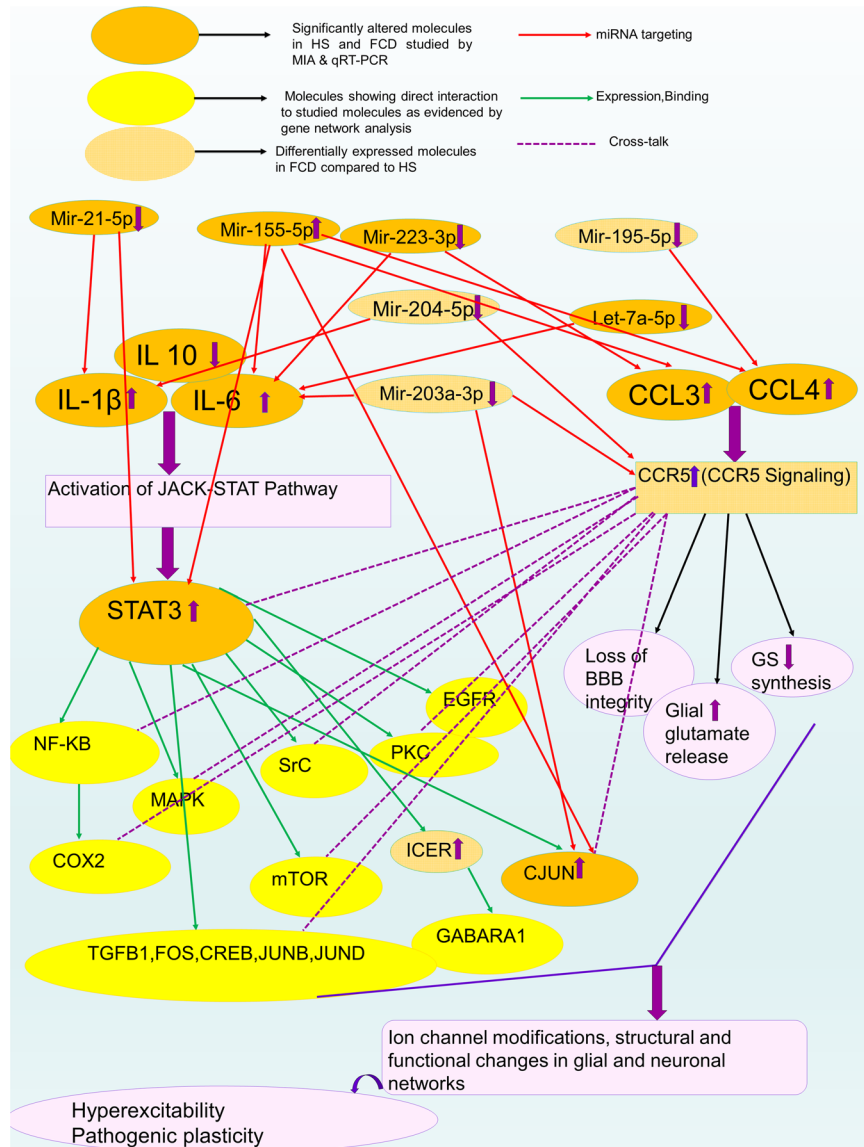 Significantly altered molecules
in HS and FCD studied by
MIA & qRT-PCR
miRNA targeting
Molecules showing direct interaction
to studied molecules as evidenced by
gene network analysis
Expression,Binding
Differentially expressed molecules
in FCD compared to HS
Cross-talk
Mir-21-5p
Mir-155-5p
Mir-223-3p
Mir-195-5p
Mir-204-5p
Let-7a-5p
IL 10
IL-1β
IL-6
Mir-203a-3p
CCL3
CCL4
Activation of JACK-STAT Pathway
CCR5 (CCR5 Signaling)
STAT3
Loss of
BBB
integrity
GS
synthesis
Glial
glutamate
release
EGFR
NF-KB
SrC
PKC
MAPK
COX2
mTOR
ICER
CJUN
GABARA1
TGFB1,FOS,CREB,JUNB,JUND
Ion channel modifications, structural and
functional changes in glial and neuronal
networks
Hyperexcitability
Pathogenic plasticity